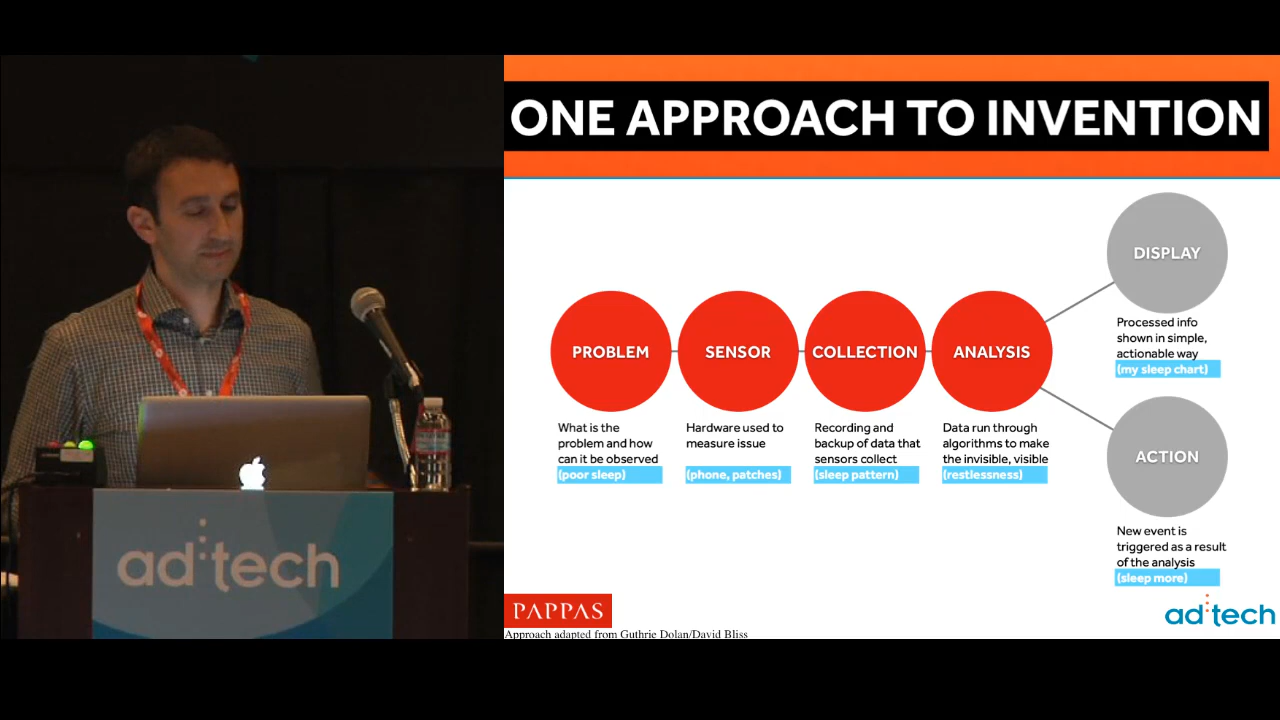 ONE APPROACH TO INVENTION
DISPLAY
Processed info
shown in simple,
actionable way
(my sleep chart)
PROBLEM
SENSOR
COLLECTION
ANALYSIS
What is the
problem and how
can it be observed
(poor sleep)
Hardware used to
measure issue
(phone, patches)
Recording and
backup of data that
sensors collect
(sleep pattern)
Data run through
algorithms to make
the invisible, visible
(restlessness)
ACTION
New event is
triggered as a result
of the analysis
(sleep more)
ad:tech
PAPPAS
ad:tech
Approach adapted from Guthrie Dolan/David Bliss